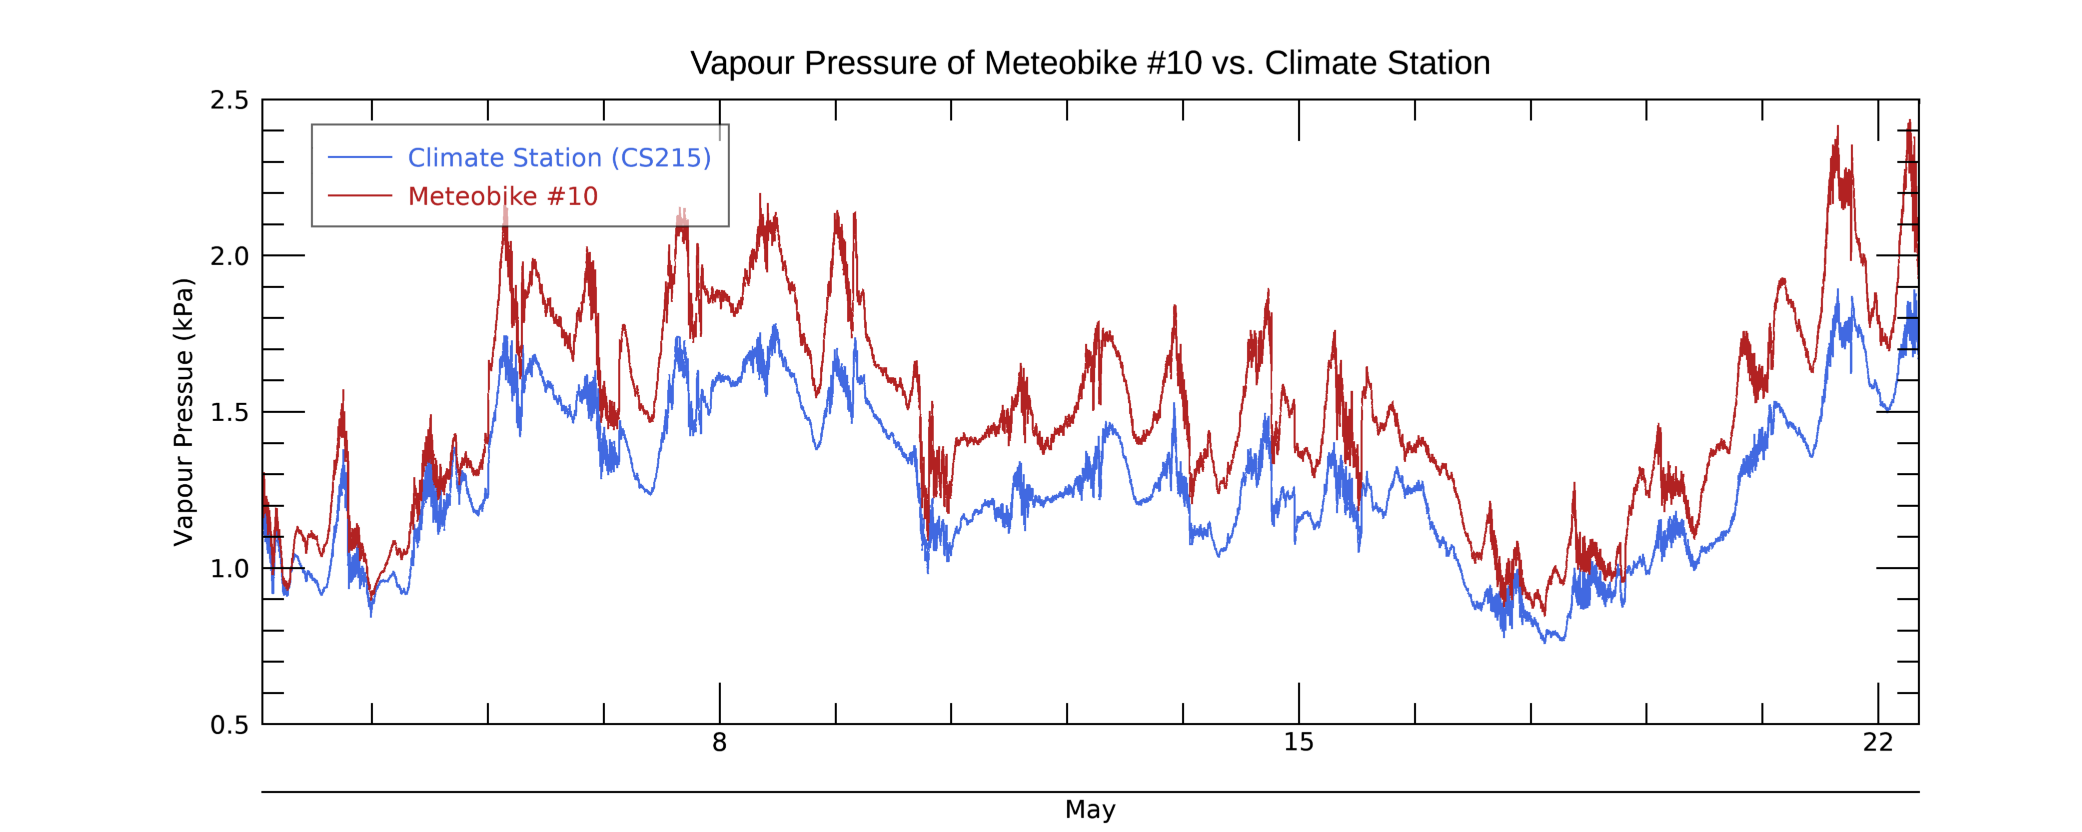 Vapour Pressure of Meteobike #10 vs. Climate Station
2.5
Climate Station (CS215)
Meteobike #10
2.0
Vapour Pressue (kPa)
1.5
1.0
0.5
8 15 22
May